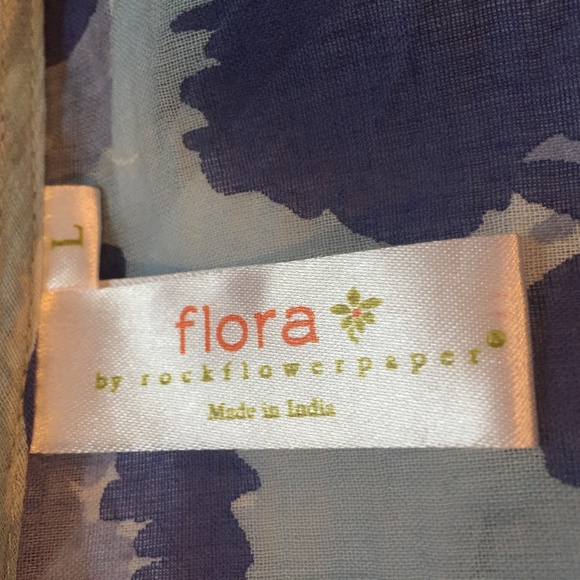 L
flora
by rockflowerpaper®
Made in India